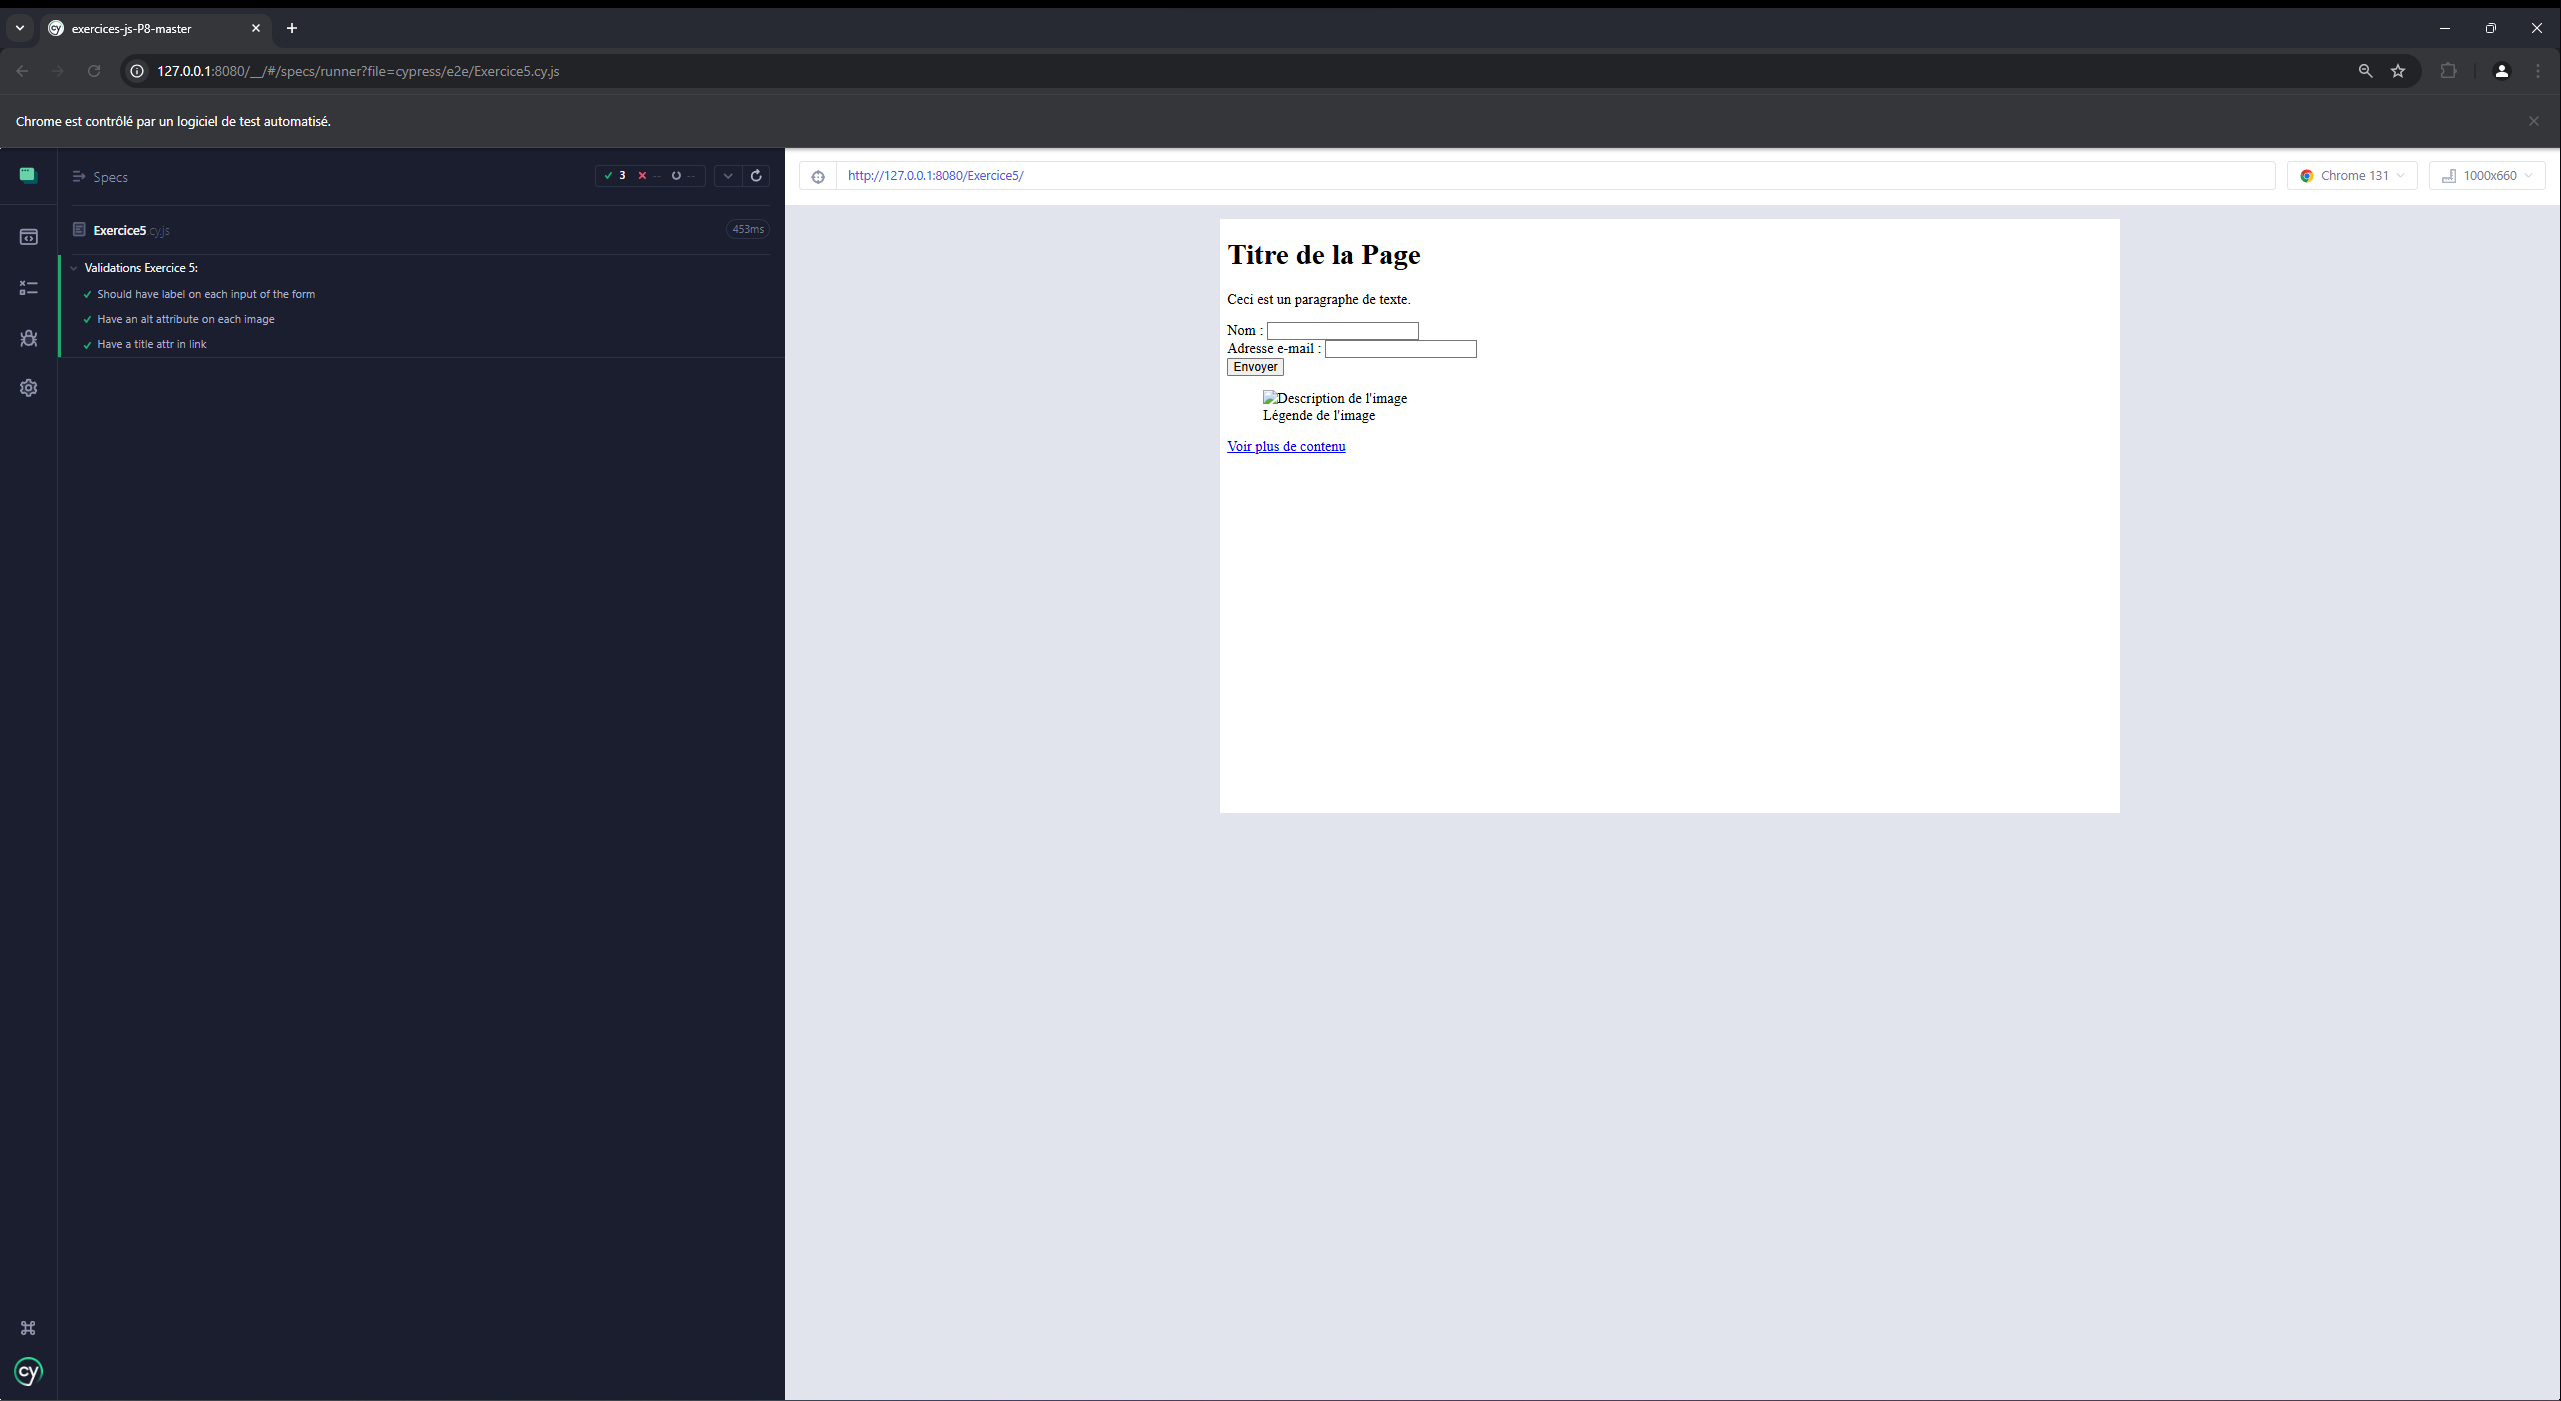 exercices-js-P8-master
127.0.0.1:8080/__/#/specs/runner?file=cypress/e2e/Exercice5.cy.js
Chrome est contrôlé par un logiciel de test automatisé.
Specs
3 -- --
http://127.0.0.1:8080/Exercice5/
Chrome 131
1000x660
Exercice5.cy.js
453ms
Validations Exercice 5:
Should have label on each input of the form
Have an alt attribute on each image
Have a title attr in link
Titre de la Page
Ceci est un paragraphe de texte.
Nom :
Adresse e-mail :
Envoyer
Description de l'image
Légende de l'image
Voir plus de contenu
cy